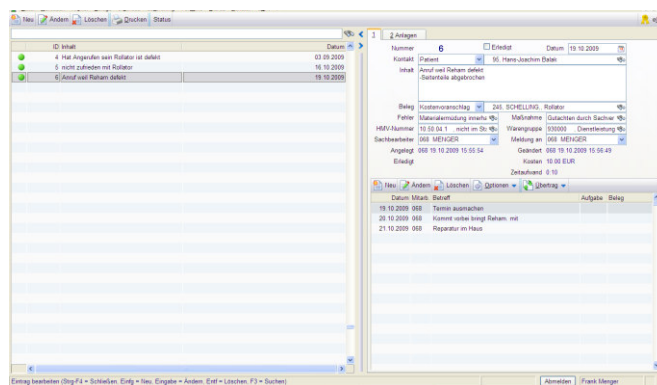 Neu Ändern Löschen Drucken Status
ID Inhalt Datum
4 Hat Angerufen sein Rollator ist defekt 03.09.2009
5 nicht zufrieden mit Rollator 16.10.2009
6 Anruf weil Reham defekt 19.10.2009
1 2 Anlagen
Nummer 6 Erledigt Datum 19.10.2009
Kontakt Patient 95, Hans-Joachim Balek
Inhalt Anruf weil Reham defekt
-Seitenteile abgebrochen
Beleg Kostenvoranschlag 245, SCHELLING,, Rollator
Fehler Materialermüdung innerha Maßnahme Gutachten durch Sachver
HMV-Nummer 10.50.04.1 nicht im Sto Warengruppe 930000 Dienstleistung
Sachbearbeiter 068 MENGER Meldung an 068 MENGER
Angelegt 068 19.10.2009 15:55:54 Geändert 068 19.10.2009 15:56:49
Erledigt Kosten 10.00 EUR
Zeitaufwand 0:10
Neu Ändern Löschen Optionen Übertrag
Datum Mitarb. Betreff Aufgabe Beleg
19.10.2009 068 Termin ausmachen
20.10.2009 068 Kommt vorbei bringt Reham. mit
21.10.2009 068 Reparatur im Haus
Eintrag bearbeiten (Strg-F4 = Schließen, Einfg = Neu, Eingabe = Ändern, Entf = Löschen, F3 = Suchen) Abmelden Frank Menger